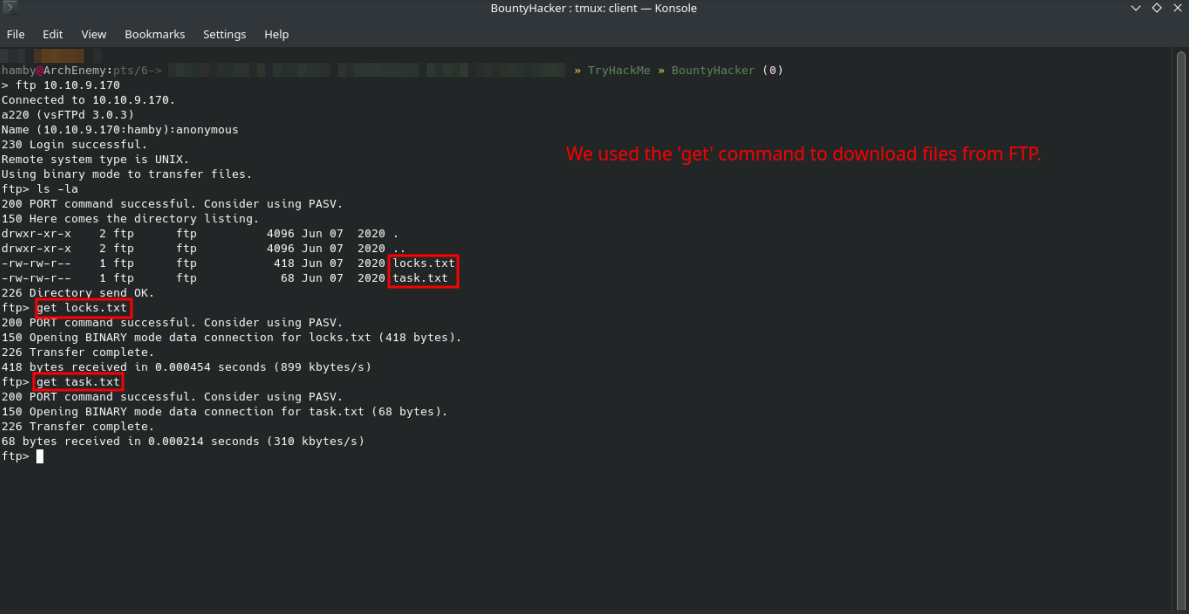 BountyHacker : tmux: client — Konsole
File Edit View Bookmarks Settings Help
hamby@ArchEnemy:pts/6-> » TryHackMe » BountyHacker (0)
> ftp 10.10.9.170
Connected to 10.10.9.170.
a220 (vsFTPd 3.0.3)
Name (10.10.9.170:hamby):anonymous
230 Login successful.
We used the 'get' command to download files from FTP.
Remote system type is UNIX.
Using binary mode to transfer files.
ftp> ls -la
200 PORT command successful. Consider using PASV.
150 Here comes the directory listing.
drwxr-xr-x 2 ftp ftp 4096 Jun 07 2020 .
drwxr-xr-x 2 ftp ftp 4096 Jun 07 2020 ..
-rw-rw-r-- 1 ftp ftp 418 Jun 07 2020 locks.txt
-rw-rw-r-- 1 ftp ftp 68 Jun 07 2020 task.txt
226 Directory send OK.
ftp> get locks.txt
200 PORT command successful. Consider using PASV.
150 Opening BINARY mode data connection for locks.txt (418 bytes).
226 Transfer complete.
418 bytes received in 0.000454 seconds (899 kbytes/s)
ftp> get task.txt
200 PORT command successful. Consider using PASV.
150 Opening BINARY mode data connection for task.txt (68 bytes).
226 Transfer complete.
68 bytes received in 0.000214 seconds (310 kbytes/s)
ftp>